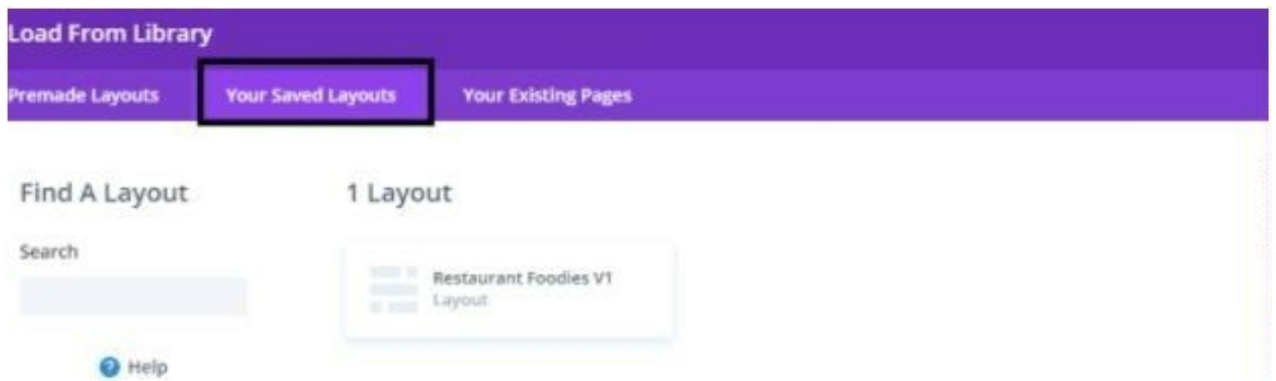 Load From Library
Premade Layouts Your Saved Layouts Your Existing Pages
Find A Layout
1 Layout
Search
Restaurant Foodies V1
Layout
Help